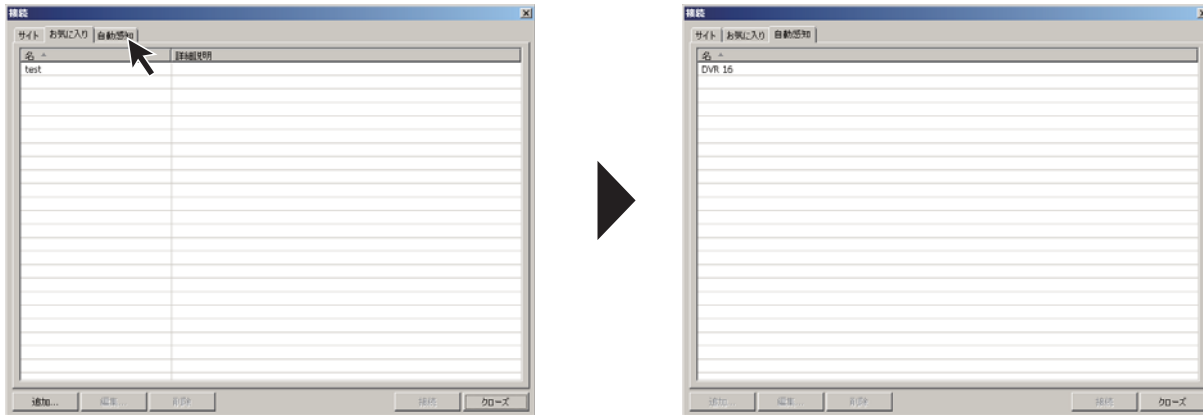 接続
サイト お気に入り 自動感知
名 詳細説明
test
追加... 編集... 削除 接続 クローズ
接続
サイト お気に入り 自動感知
名
DVR 16
追加... 編集... 削除 接続 クローズ